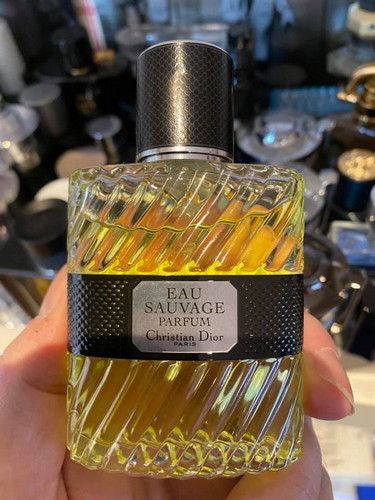 EAU
SAUVAGE
PARFUM
Christian Dior
PARIS